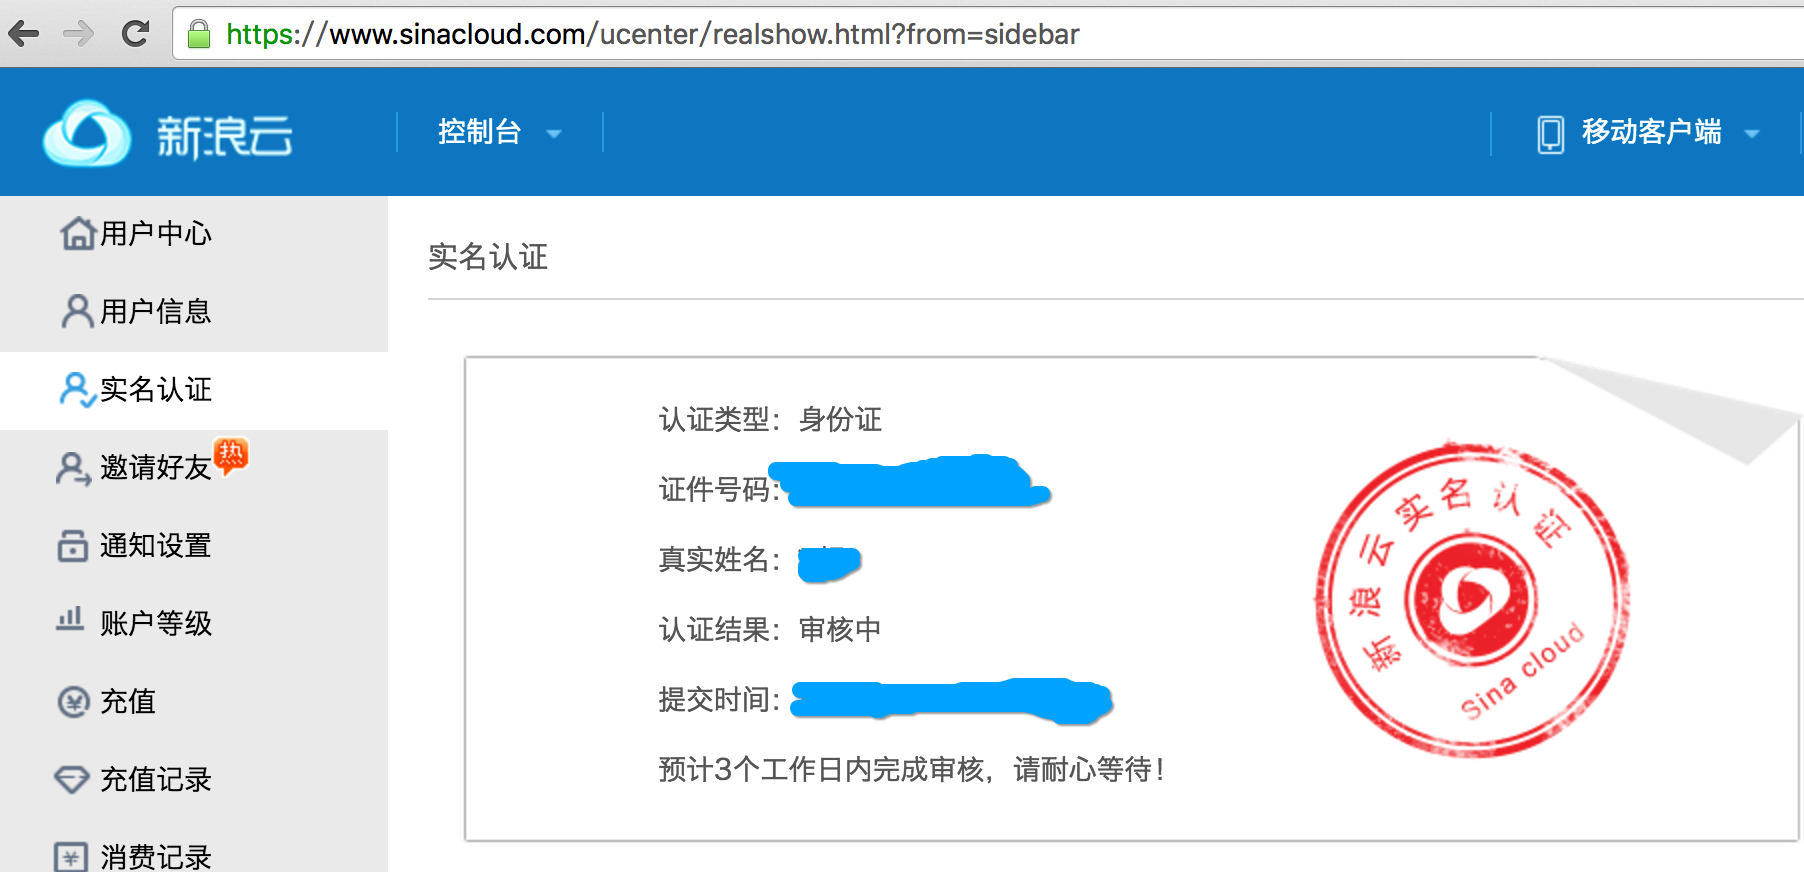 https://www.sinacloud.com/ucenter/realshow.html?from=sidebar
新浪云
控制台
移动客户端
用户中心
用户信息
实名认证
邀请好友
热
通知设置
账户等级
充值
充值记录
消费记录
实名认证
认证类型：身份证
证件号码：
真实姓名：
认证结果：审核中
提交时间：
预计3个工作日内完成审核，请耐心等待！
新浪云实名认证
Sina cloud